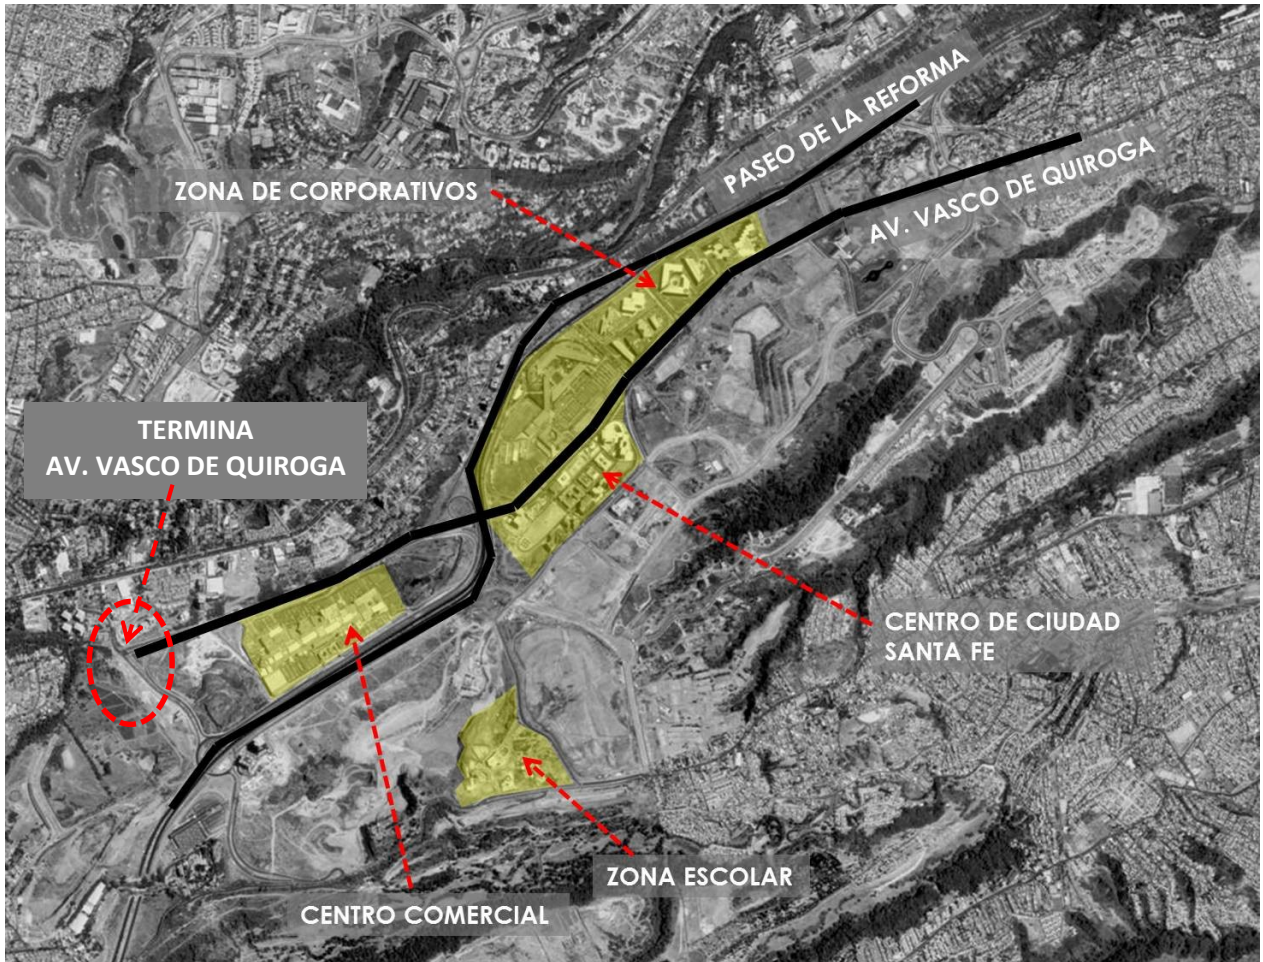 PASEO DE LA REFORMA
ZONA DE CORPORATIVOS
AV. VASCO DE QUIROGA
TERMINA
AV. VASCO DE QUIROGA
CENTRO DE CIUDAD
SANTA FE
ZONA ESCOLAR
CENTRO COMERCIAL